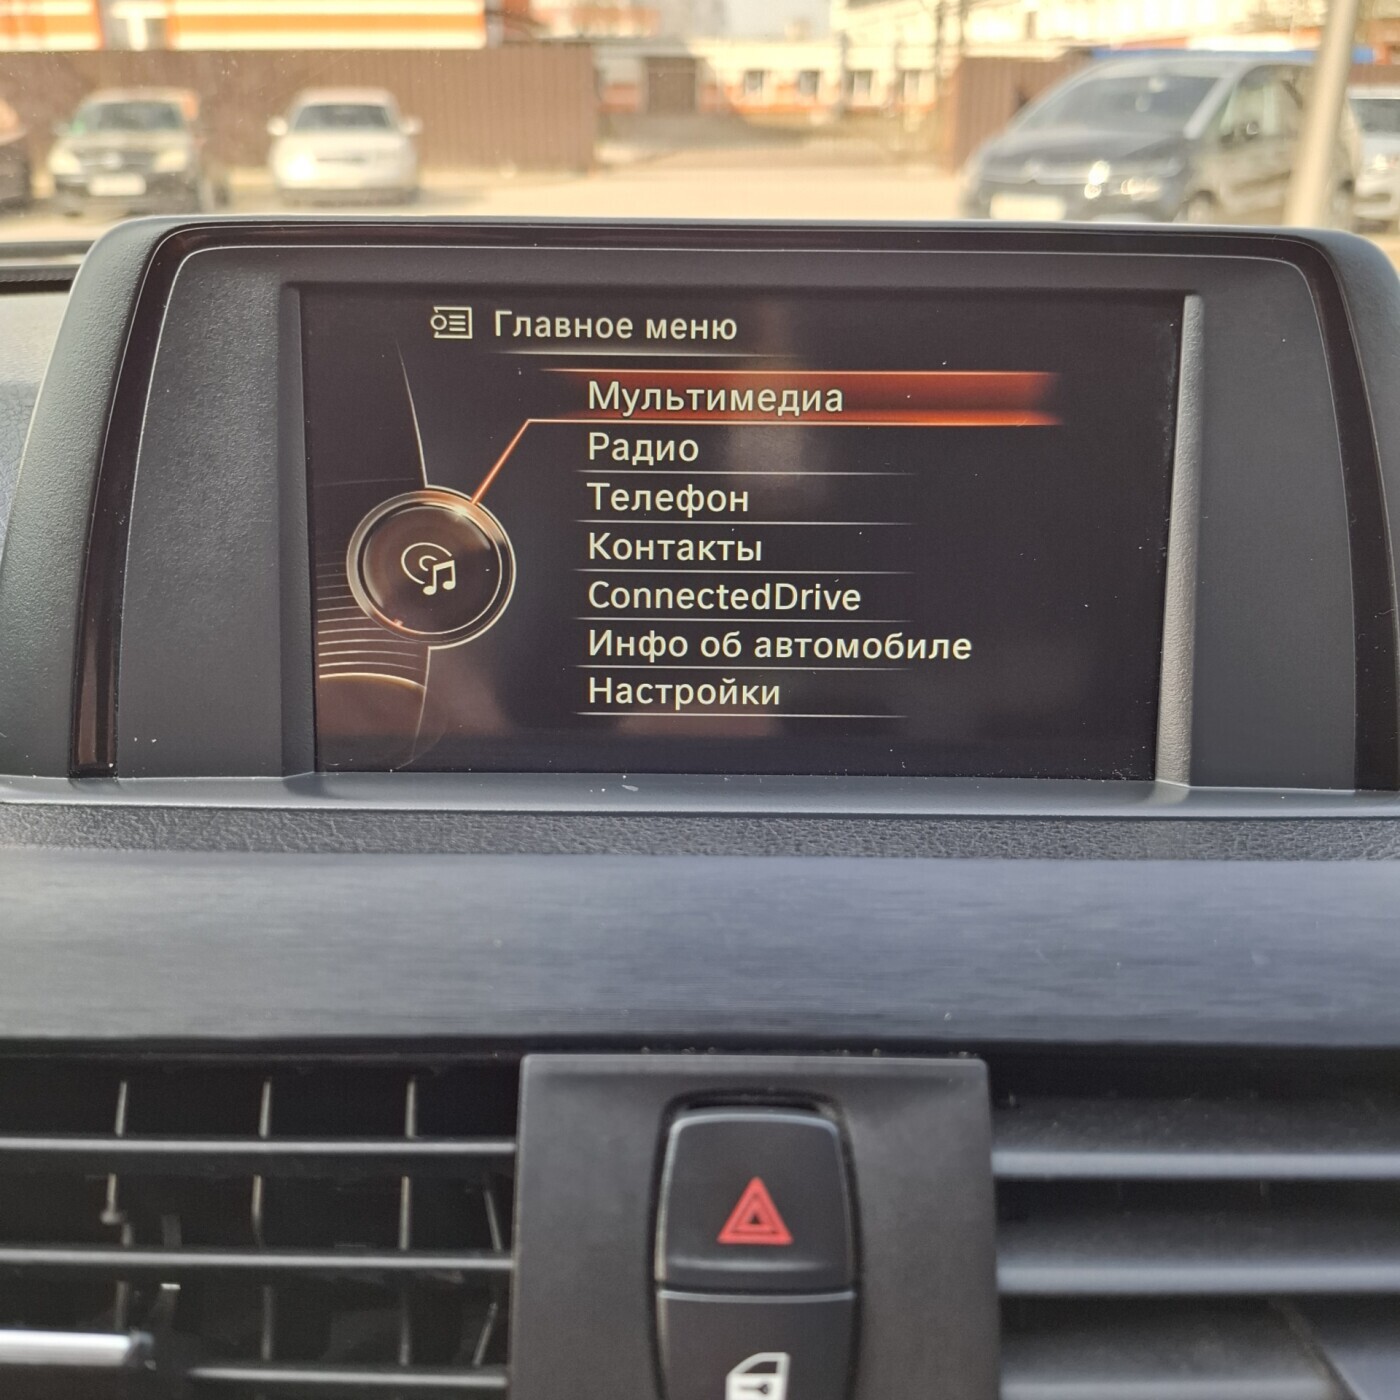 Главное меню
Мультимедиа
Радио
Телефон
Контакты
ConnectedDrive
Инфо об автомобиле
Настройки